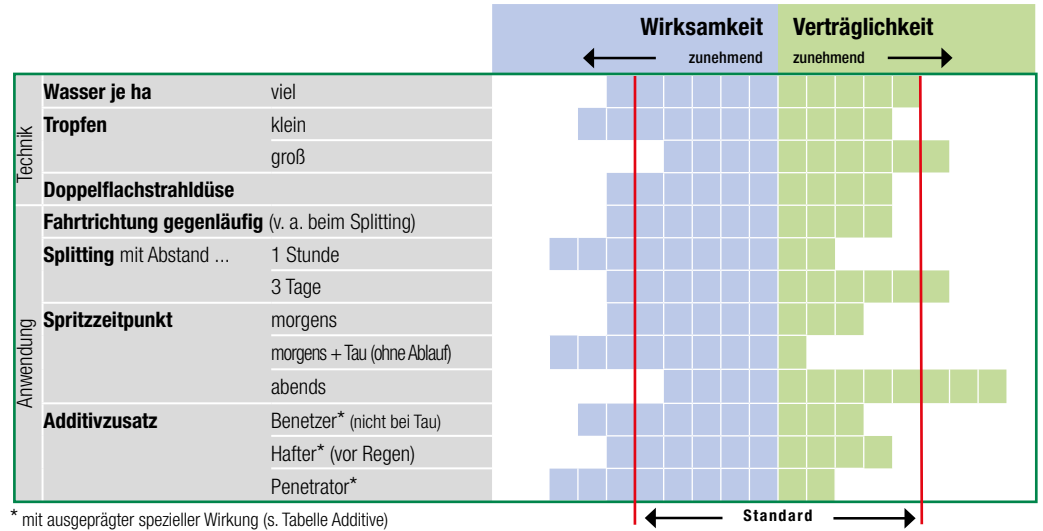 Wirksamkeit Verträglichkeit
zunehmend zunehmend
Technik
Wasser je ha viel
Tropfen klein
groß
Doppelflachstrahldüse
Anwendung
Fahrtrichtung gegenläufig (v. a. beim Splitting)
Splitting mit Abstand ... 1 Stunde
3 Tage
Spritzzeitpunkt morgens
morgens + Tau (ohne Ablauf)
abends
Additivzusatz Benetzer* (nicht bei Tau)
Hafter* (vor Regen)
Penetrator*
* mit ausgeprägter spezieller Wirkung (s. Tabelle Additive) Standard